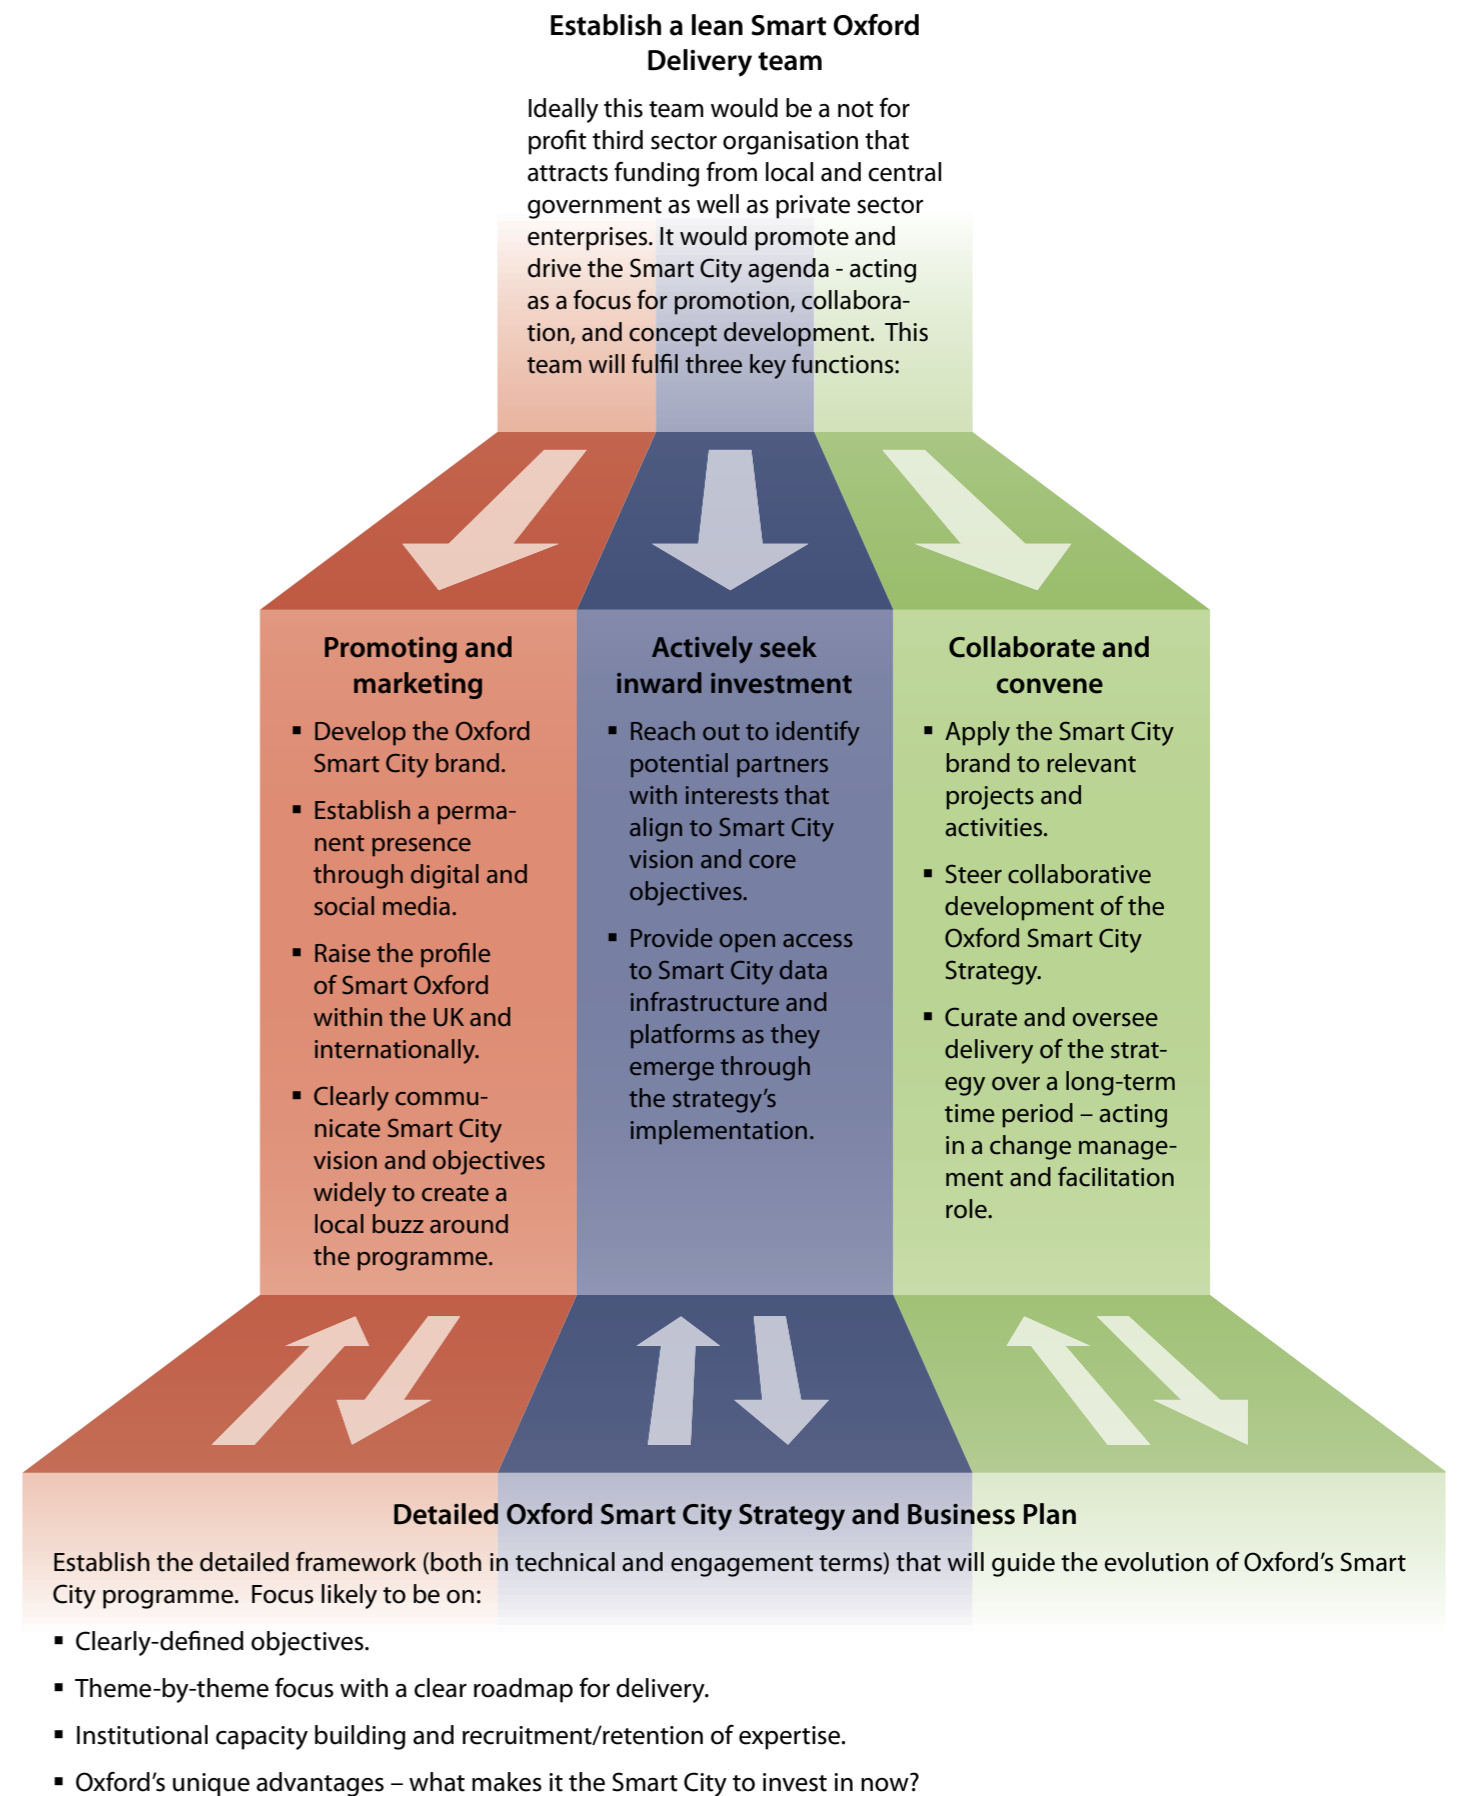 Establish a lean Smart Oxford
Delivery team
Ideally this team would be a not for
profit third sector organisation that
attracts funding from local and central
government as well as private sector
enterprises. It would promote and
drive the Smart City agenda - acting
as a focus for promotion, collabora-
tion, and concept development.  This
team will fulfil three key functions:
Promoting and
marketing
▪ Develop the Oxford
Smart City brand.
▪ Establish a perma-
nent presence
through digital and
social media.
▪ Raise the profile
of Smart Oxford
within the UK and
internationally.
▪ Clearly commu-
nicate Smart City
vision and objectives
widely to create a
local buzz around
the programme.
Actively seek
inward investment
▪ Reach out to identify
potential partners
with interests that
align to Smart City
vision and core
objectives.
▪ Provide open access
to Smart City data
infrastructure and
platforms as they
emerge through
the strategy’s
implementation.
Collaborate and
convene
▪ Apply the Smart City
brand to relevant
projects and
activities.
▪ Steer collaborative
development of the
Oxford Smart City
Strategy.
▪ Curate and oversee
delivery of the strat-
egy over a long-term
time period – acting
in a change manage-
ment and facilitation
role.
Detailed Oxford Smart City Strategy and Business Plan
Establish the detailed framework (both in technical and engagement terms) that will guide the evolution of Oxford’s Smart
City programme.  Focus likely to be on:
▪ Clearly-defined objectives.
▪ Theme-by-theme focus with a clear roadmap for delivery.
▪ Institutional capacity building and recruitment/retention of expertise.
▪ Oxford’s unique advantages – what makes it the Smart City to invest in now?